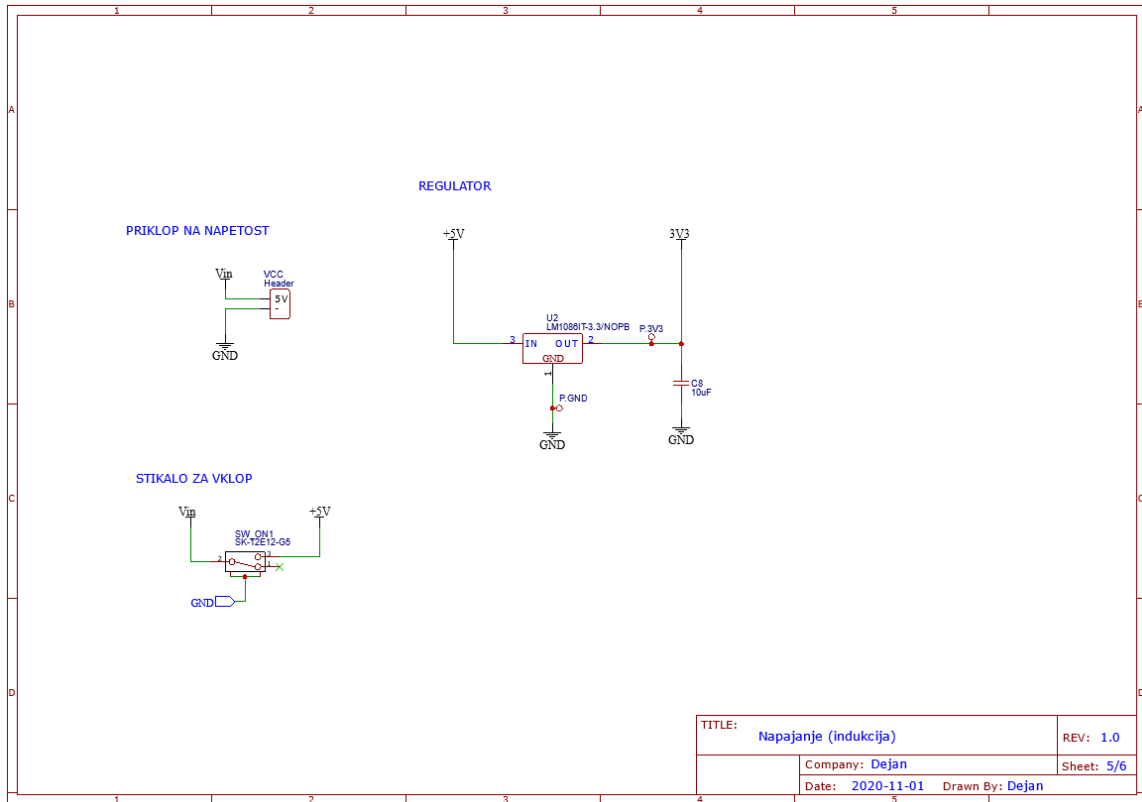 1 2 3 4 5
A A
REGULATOR
PRIKLOP NA NAPETOST
+5V 3V3
Vin VCC
Header
5V
-
GND
B
U2
LM1086IT-3.3/NOPB P.3V3
3 IN OUT 2
GND
1
C8
10uF
P.GND
GND GND
STIKALO ZA VKLOP
C C
Vin +5V
SW_ON1
SK-T2E12-G5
2 3
1
GND
D D
TITLE:
Napajanje (indukcija)
REV: 1.0
Company: Dejan
Sheet: 5/6
Date: 2020-11-01 Drawn By: Dejan
1 2 3 4 5